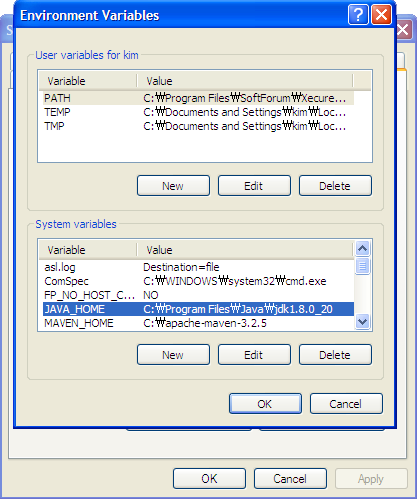 S
Environment Variables
User variables for kim
Variable Value
PATH C:₩Program Files₩SoftForum₩Xecure...
TEMP C:₩Documents and Settings₩kim₩Loc...
TMP C:₩Documents and Settings₩kim₩Loc...
New Edit Delete
System variables
Variable Value
asl.log Destination=file
ComSpec C:₩WINDOWS₩system32₩cmd.exe
FP_NO_HOST_C... NO
JAVA_HOME C:₩Program Files₩Java₩jdk1.8.0_20
MAVEN_HOME C:₩apache-maven-3.2.5
New Edit Delete
OK Cancel
OK Cancel Apply